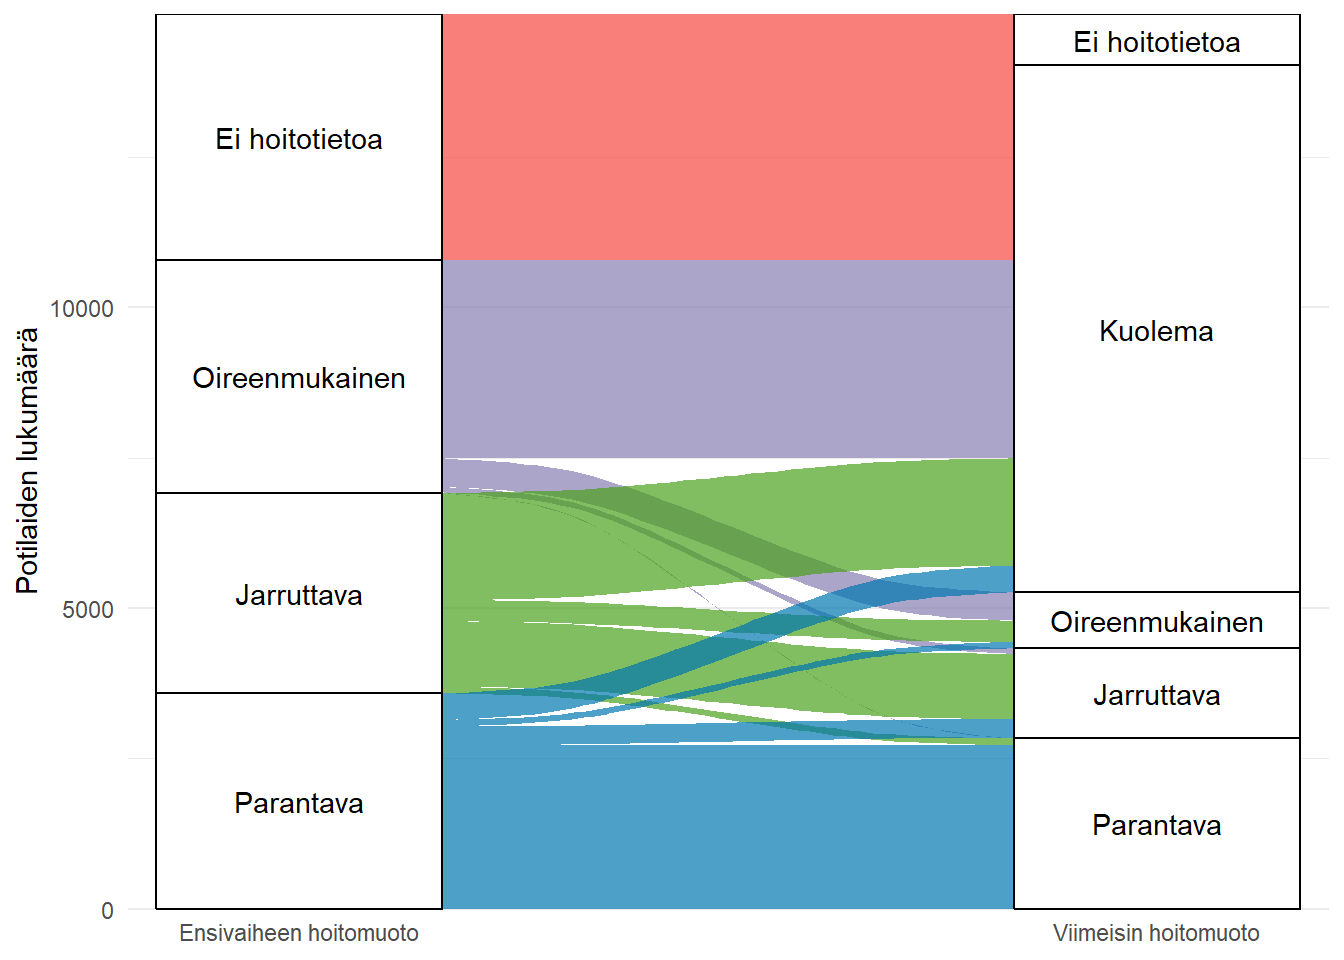 Potilaiden lukumäärä
10000
5000
0
Ei hoitotietoa
Oireenmukainen
Jarruttava
Parantava
Ei hoitotietoa
Kuolema
Oireenmukainen
Jarruttava
Parantava
Ensivaiheen hoitomuoto
Viimeisin hoitomuoto